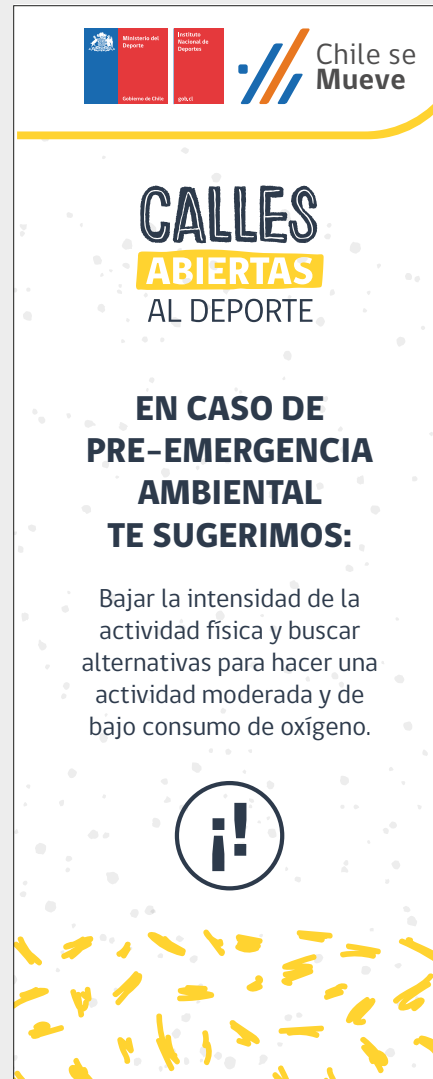 Ministerio del
Deporte
Gobierno de Chile
Instituto
Nacional de
Deportes
gob.cl
Chile se
Mueve
CALLES
ABIERTAS
AL DEPORTE
EN CASO DE
PRE-EMERGENCIA
AMBIENTAL
TE SUGERIMOS:
Bajar la intensidad de la
actividad física y buscar
alternativas para hacer una
actividad moderada y de
bajo consumo de oxígeno.
¡!